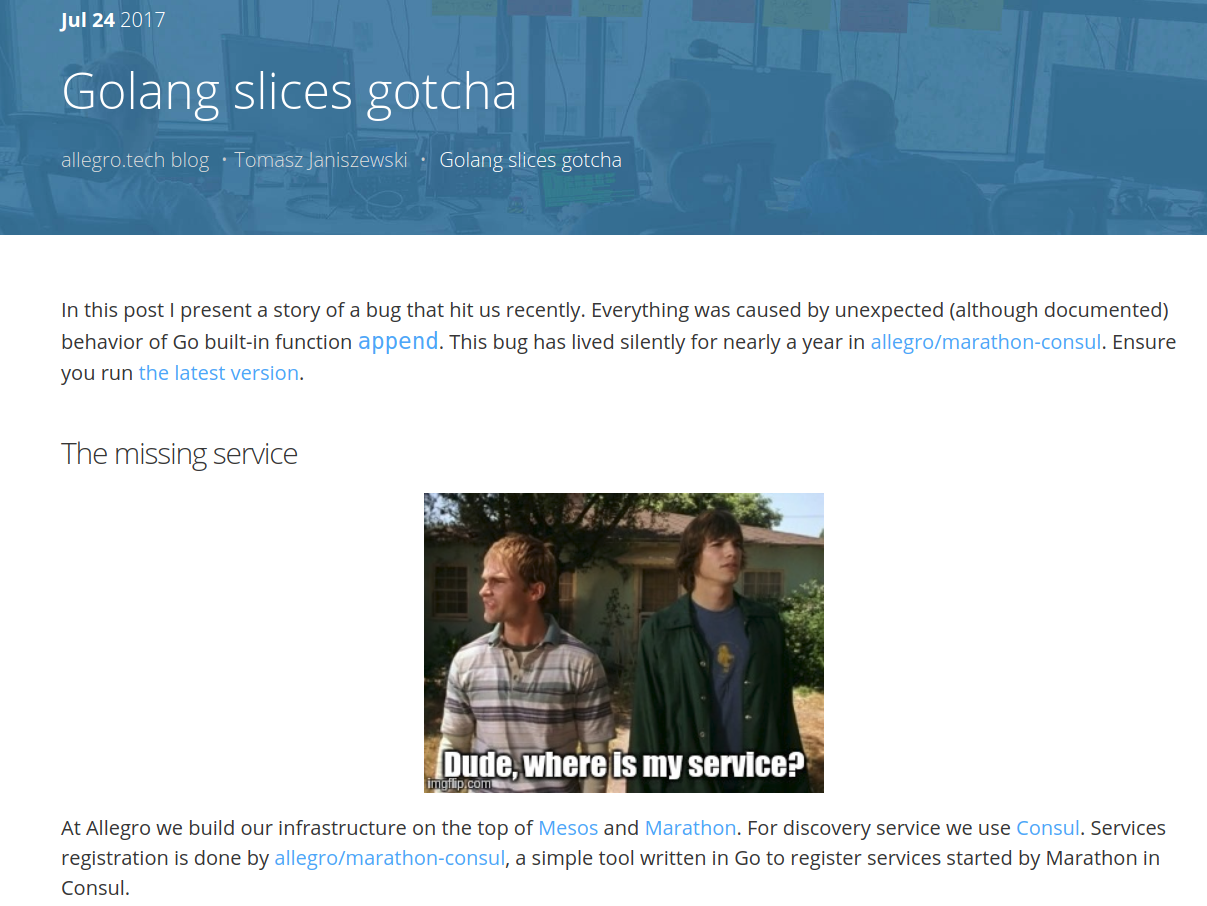 Jul 24 2017
Golang slices gotcha
allegro.tech blog • Tomasz Janiszewski • Golang slices gotcha
In this post I present a story of a bug that hit us recently. Everything was caused by unexpected (although documented)
behavior of Go built-in function append. This bug has lived silently for nearly a year in allegro/marathon-consul. Ensure
you run the latest version.
The missing service
Dude, where is my service?
imgflip.com
At Allegro we build our infrastructure on the top of Mesos and Marathon. For discovery service we use Consul. Services
registration is done by allegro/marathon-consul, a simple tool written in Go to register services started by Marathon in
Consul.